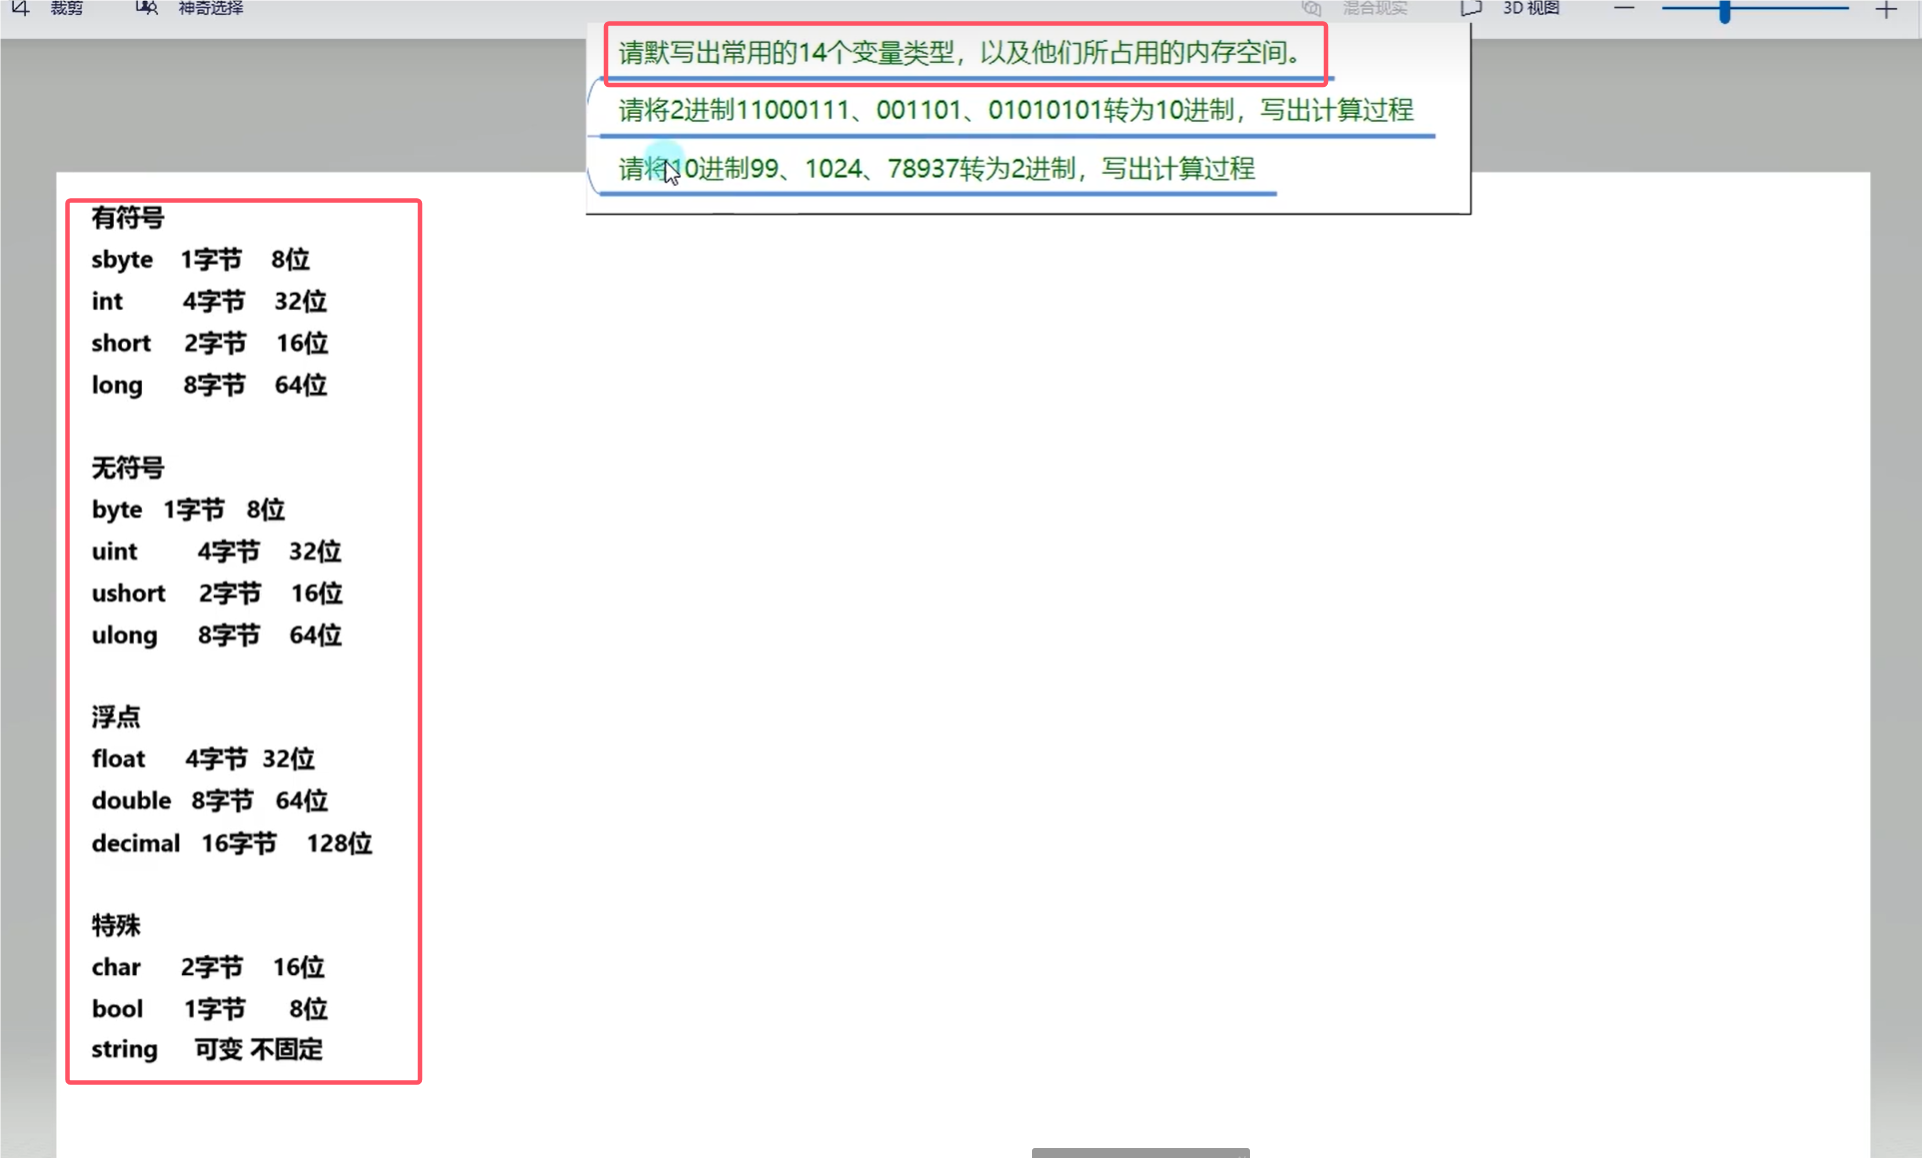 裁剪 神奇选择 混合现实 3D 视图
请默写出常用的14个变量类型，以及他们所占用的内存空间。
请将2进制11000111、001101、01010101转为10进制，写出计算过程
请将10进制99、1024、78937转为2进制，写出计算过程
有符号
sbyte 1字节 8位
int 4字节 32位
short 2字节 16位
long 8字节 64位
无符号
byte 1字节 8位
uint 4字节 32位
ushort 2字节 16位
ulong 8字节 64位
浮点
float 4字节 32位
double 8字节 64位
decimal 16字节 128位
特殊
char 2字节 16位
bool 1字节 8位
string 可变 不固定